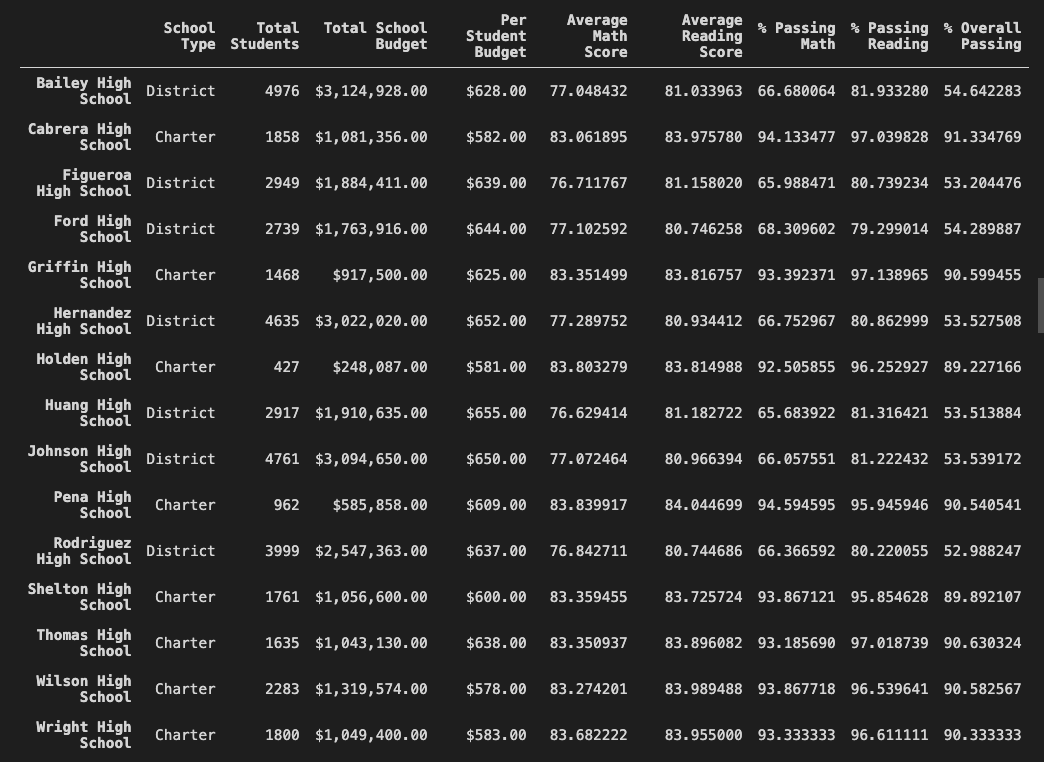 School Type Total Students Total School Budget Per Student Budget Average Math Score Average Reading Score % Passing Math % Passing Reading % Overall Passing
Bailey High School District 4976 $3,124,928.00 $628.00 77.048432 81.033963 66.680064 81.933280 54.642283
Cabrera High School Charter 1858 $1,081,356.00 $582.00 83.061895 83.975780 94.133477 97.039828 91.334769
Figueroa High School District 2949 $1,884,411.00 $639.00 76.711767 81.158020 65.988471 80.739234 53.204476
Ford High School District 2739 $1,763,916.00 $644.00 77.102592 80.746258 68.309602 79.299014 54.289887
Griffin High School Charter 1468 $917,500.00 $625.00 83.351499 83.816757 93.392371 97.138965 90.599455
Hernandez High School District 4635 $3,022,020.00 $652.00 77.289752 80.934412 66.752967 80.862999 53.527508
Holden High School Charter 427 $248,087.00 $581.00 83.803279 83.814988 92.505855 96.252927 89.227166
Huang High School District 2917 $1,910,635.00 $655.00 76.629414 81.182722 65.683922 81.316421 53.513884
Johnson High School District 4761 $3,094,650.00 $650.00 77.072464 80.966394 66.057551 81.222432 53.539172
Pena High School Charter 962 $585,858.00 $609.00 83.839917 84.044699 94.594595 95.945946 90.540541
Rodriguez High School District 3999 $2,547,363.00 $637.00 76.842711 80.744686 66.366592 80.220055 52.988247
Shelton High School Charter 1761 $1,056,600.00 $600.00 83.359455 83.725724 93.867121 95.854628 89.892107
Thomas High School Charter 1635 $1,043,130.00 $638.00 83.350937 83.896082 93.185690 97.018739 90.630324
Wilson High School Charter 2283 $1,319,574.00 $578.00 83.274201 83.989488 93.867718 96.539641 90.582567
Wright High School Charter 1800 $1,049,400.00 $583.00 83.682222 83.955000 93.333333 96.611111 90.333333